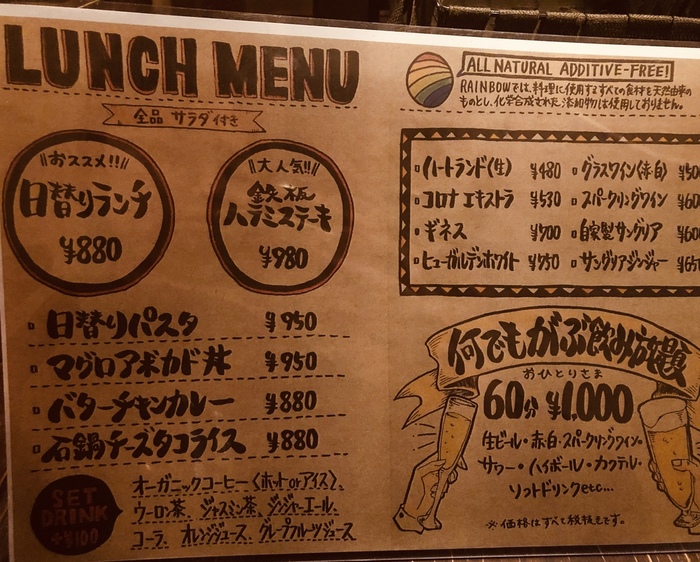 LUNCH MENU
全品 サラダ付き
おススメ!!
日替りランチ
¥880
大人気!!
鉄板
ハラミステーキ
¥980
日替りパスタ ¥950
マグロアボカド丼 ¥950
バターチキンカレー ¥880
石鍋チーズタコライス ¥880
SET
DRINK
+¥100
オーガニックコーヒー〈ホットorアイス〉、
ウーロン茶、ジャスミン茶、ジンジャーエール、
コーラ、オレンジジュース、グレープフルーツジュース
ALL NATURAL ADDITIVE-FREE!
RAINBOWでは、料理に使用するすべての食材を天然由来の
ものとし、化学合成された添加物は使用しておりません。
ハートランド(生) ¥480 グラスワイン(赤・白)
コロナ エキストラ ¥530 スパークリングワイン
ギネス ¥700 自家製サングリア
ヒューガルデンホワイト ¥750 サングリアジンジャー
何でもがぶ飲み放題
おひとりさま
60分 ¥1,000
生ビール・赤・白・スパークリングワイン・
サワー・ハイボール・カクテル・
ソフトドリンクetc...
※価格はすべて税抜きです。